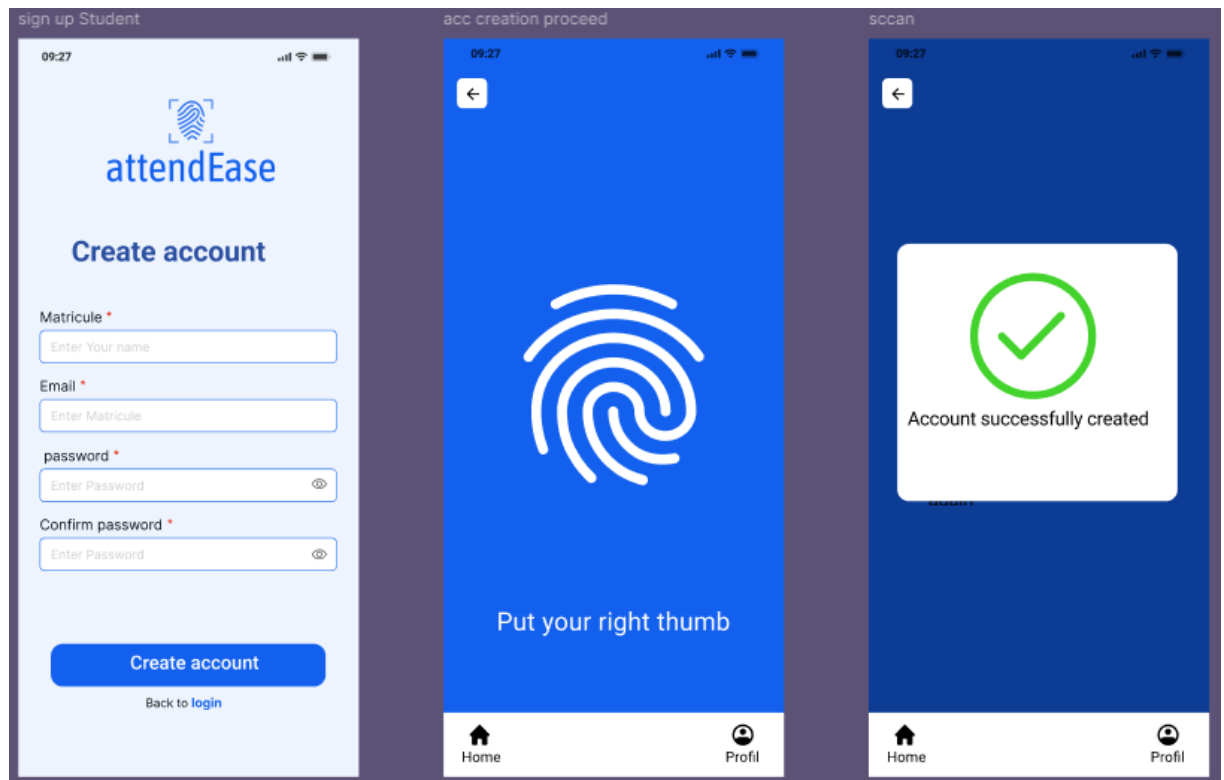 sign up Student
09:27
attendEase
Create account
Matricule *
Enter Your name
Email *
Enter Matricule
password *
Enter Password
Confirm password *
Enter Password
Create account
Back to login
acc creation proceed
09:27
Put your right thumb
Home
Profil
sccan
09:27
Account successfully created
Home
Profil